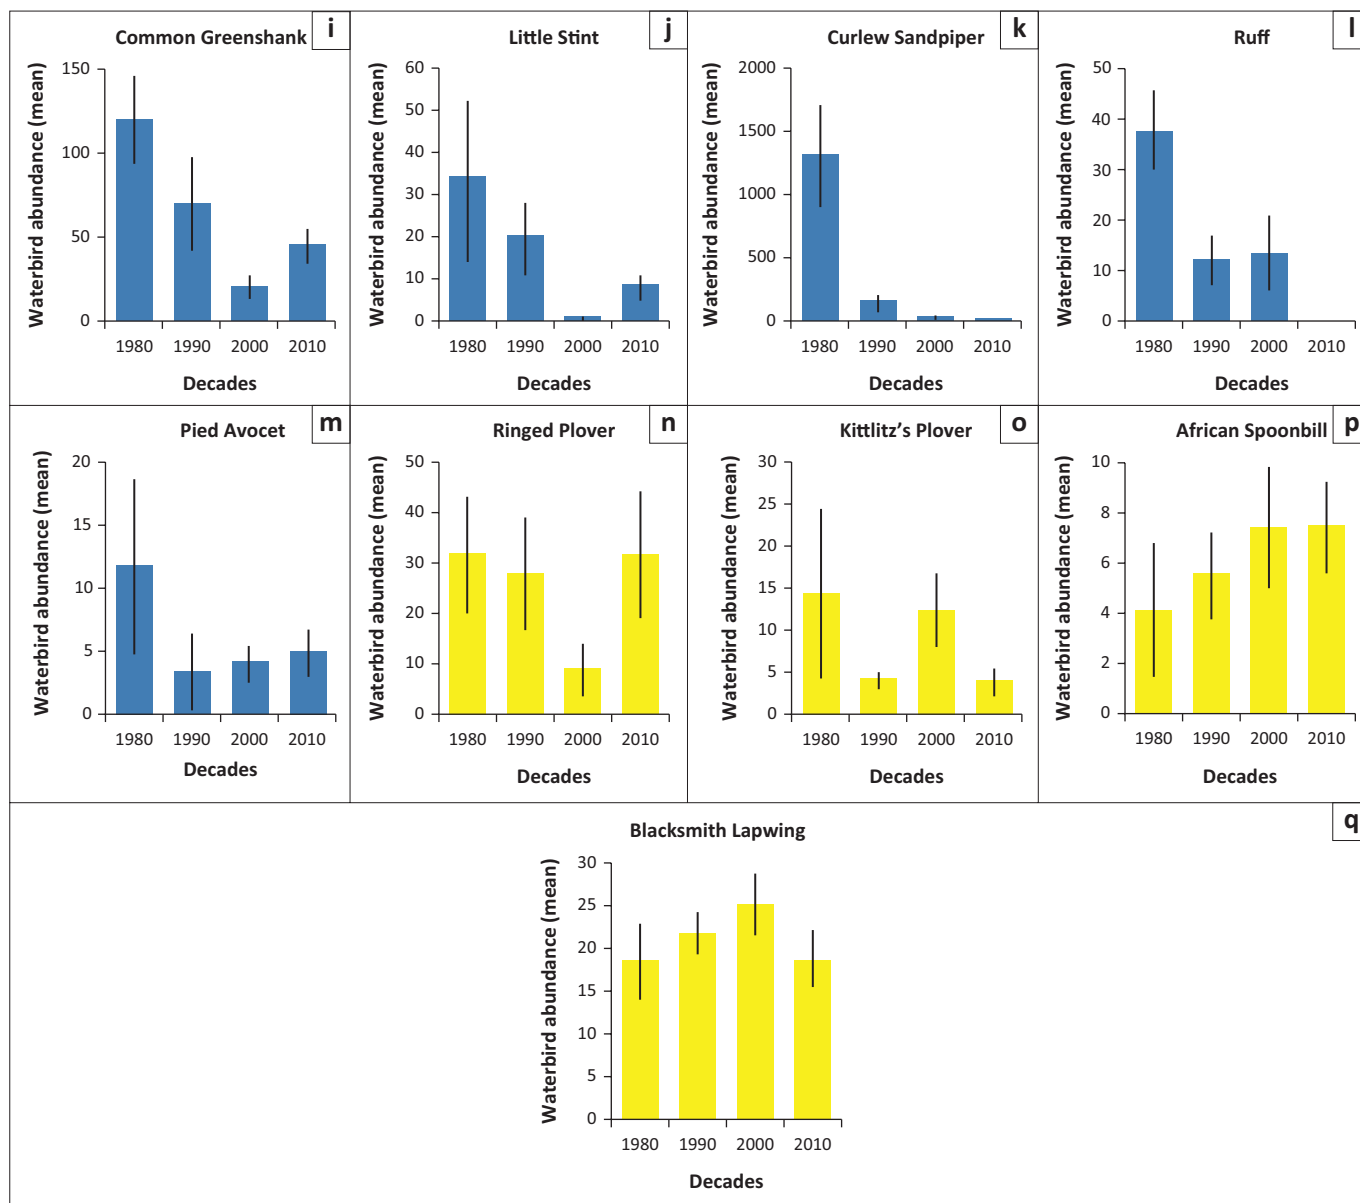 Common Greenshank
i
Waterbird abundance (mean)
150
100
50
0
1980 1990 2000 2010
Decades
Little Stint
j
Waterbird abundance (mean)
60
50
40
30
20
10
0
1980 1990 2000 2010
Decades
Curlew Sandpiper
k
Waterbird abundance (mean)
2000
1500
1000
500
0
1980 1990 2000 2010
Decades
Ruff
l
Waterbird abundance (mean)
50
40
30
20
10
0
1980 1990 2000 2010
Decades
Pied Avocet
m
Waterbird abundance (mean)
20
15
10
5
0
1980 1990 2000 2010
Decades
Ringed Plover
n
Waterbird abundance (mean)
50
40
30
20
10
0
1980 1990 2000 2010
Decades
Kittlitz’s Plover
o
Waterbird abundance (mean)
30
25
20
15
10
5
0
1980 1990 2000 2010
Decades
African Spoonbill
p
Waterbird abundance (mean)
10
8
6
4
2
0
1980 1990 2000 2010
Decades
Blacksmith Lapwing
q
Waterbird abundance (mean)
30
25
20
15
10
5
0
1980 1990 2000 2010
Decades